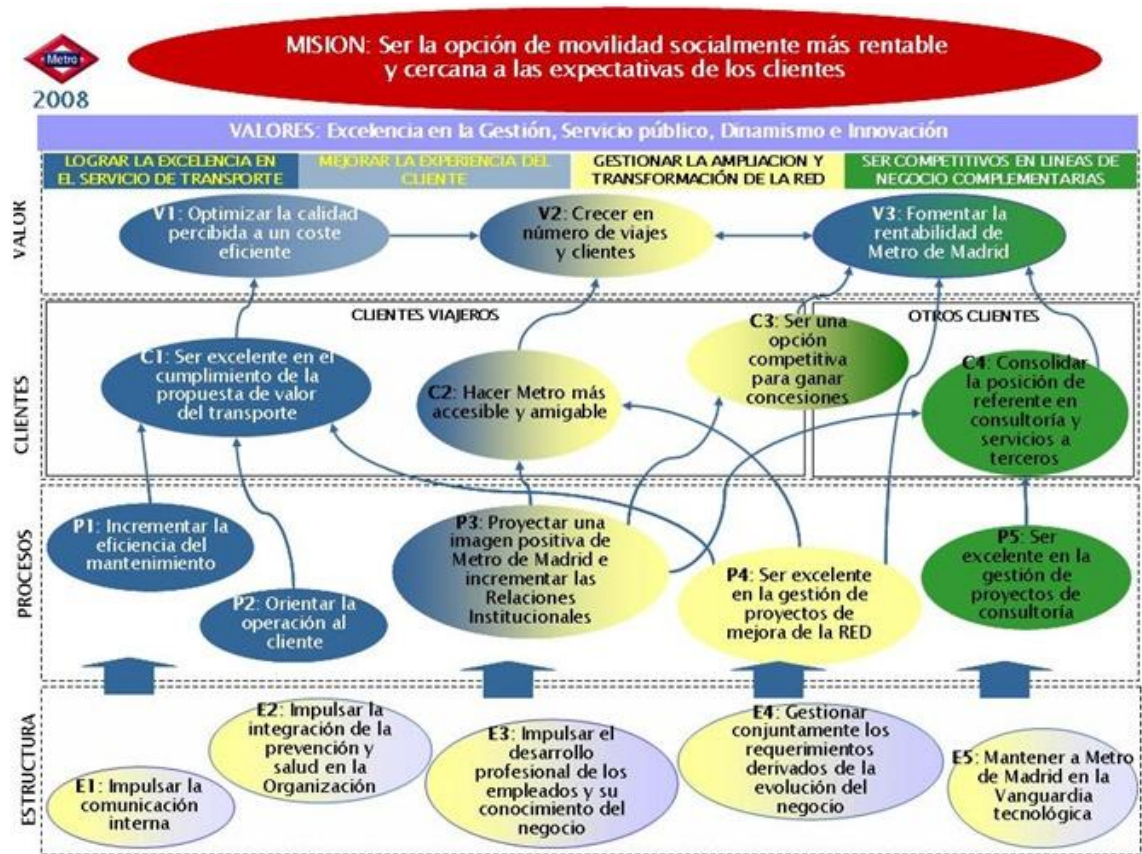 MISION: Ser la opción de movilidad socialmente más rentable
y cercana a las expectativas de los clientes
Metro
2008
VALORES: Excelencia en la Gestión, Servicio público, Dinamismo e Innovación
LOGRAR LA EXCELENCIA EN
EL SERVICIO DE TRANSPORTE
MEJORAR LA EXPERIENCIA DEL
CLIENTE
GESTIONAR LA AMPLIACION Y
TRANSFORMACIÓN DE LA RED
SER COMPETITIVOS EN LINEAS DE
NEGOCIO COMPLEMENTARIAS
VALOR
V1: Optimizar la calidad
percibida a un coste
eficiente
V2: Crecer en
número de viajes
y clientes
V3: Fomentar la
rentabilidad de
Metro de Madrid
CLIENTES
CLIENTES VIAJEROS
OTROS CLIENTES
C1: Ser excelente en el
cumplimiento de la
propuesta de valor
del transporte
C2: Hacer Metro más
accesible y amigable
C3: Ser una
opción
competitiva
para ganar
concesiones
C4: Consolidar
la posición de
referente en
consultoría y
servicios a
terceros
PROCESOS
P1: Incrementar la
eficiencia del
mantenimiento
P2: Orientar la
operación al
cliente
P3: Proyectar una
imagen positiva de
Metro de Madrid e
incrementar las
Relaciones
Institucionales
P4: Ser excelente
en la gestión de
proyectos de
mejora de la RED
P5: Ser
excelente en la
gestión de
proyectos de
consultoría
ESTRUCTURA
E1: Impulsar la
comunicación
interna
E2: Impulsar la
integración de la
prevención y
salud en la
Organización
E3: Impulsar el
desarrollo
profesional de los
empleados y su
conocimiento del
negocio
E4: Gestionar
conjuntamente los
requerimientos
derivados de la
evolución del
negocio
E5: Mantener a Metro
de Madrid en la
Vanguardia
tecnológica